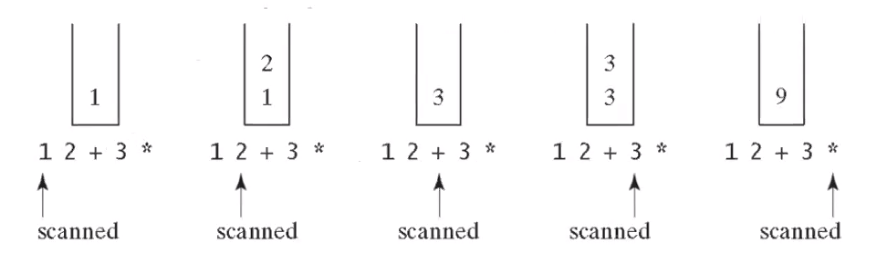 2 3
1 1 3 3 9
1 2 + 3 * 1 2 + 3 * 1 2 + 3 * 1 2 + 3 * 1 2 + 3 *
scanned scanned scanned scanned scanned